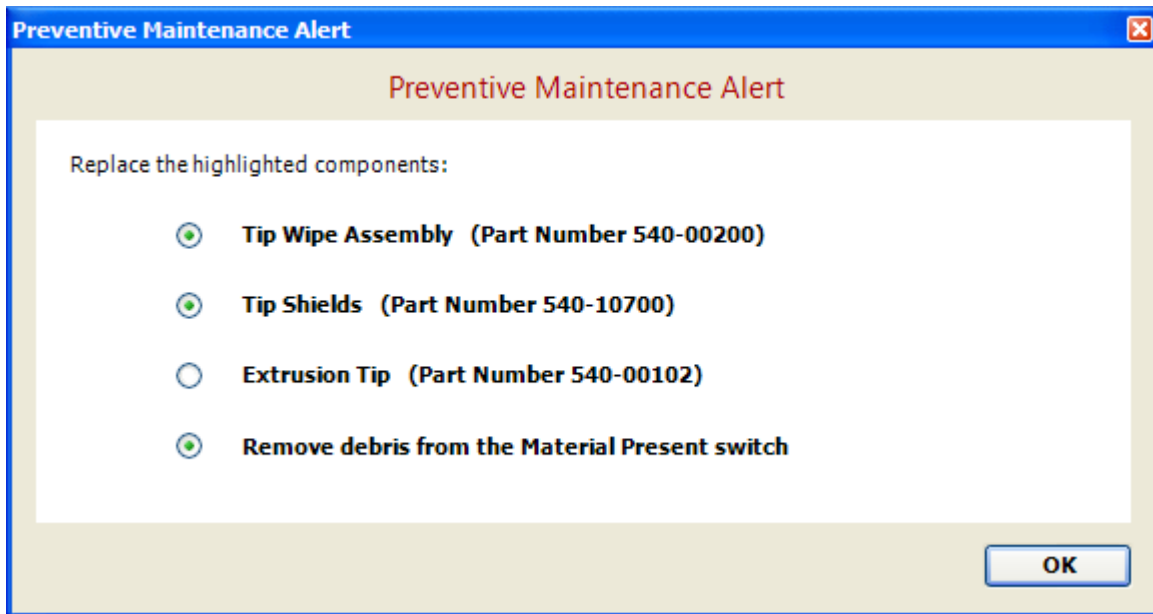 Preventive Maintenance Alert
Preventive Maintenance Alert
Replace the highlighted components:
Tip Wipe Assembly (Part Number 540-00200)
Tip Shields (Part Number 540-10700)
Extrusion Tip (Part Number 540-00102)
Remove debris from the Material Present switch
OK